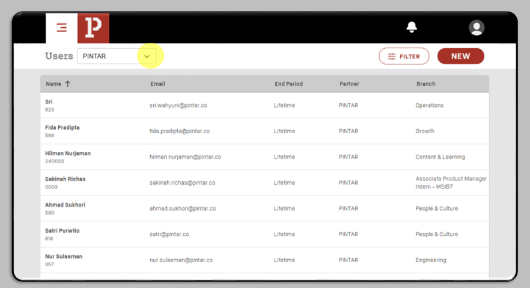 P
Users PINTAR FILTER NEW
Name ↑ Email End Period Partner Branch
Sri sri.wahyuni@pintar.co Lifetime PINTAR Operations
823
Fida Pradipta fida.pradipta@pintar.co Lifetime PINTAR Growth
588
Hilman Nurjaman hilman.nurjaman@pintar.co Lifetime PINTAR Content & Learning
240023
Sakinah Richas sakinah.richas@pintar.co Lifetime PINTAR Associate Product Manager
0003 Intern - MSIB7
Ahmad Sukhori ahmad.sukhori@pintar.co Lifetime PINTAR People & Culture
590
Satri Purwito satri@pintar.co Lifetime PINTAR People & Culture
618
Nur Sulaeman nur.sulaeman@pintar.co Lifetime PINTAR Engineering
357